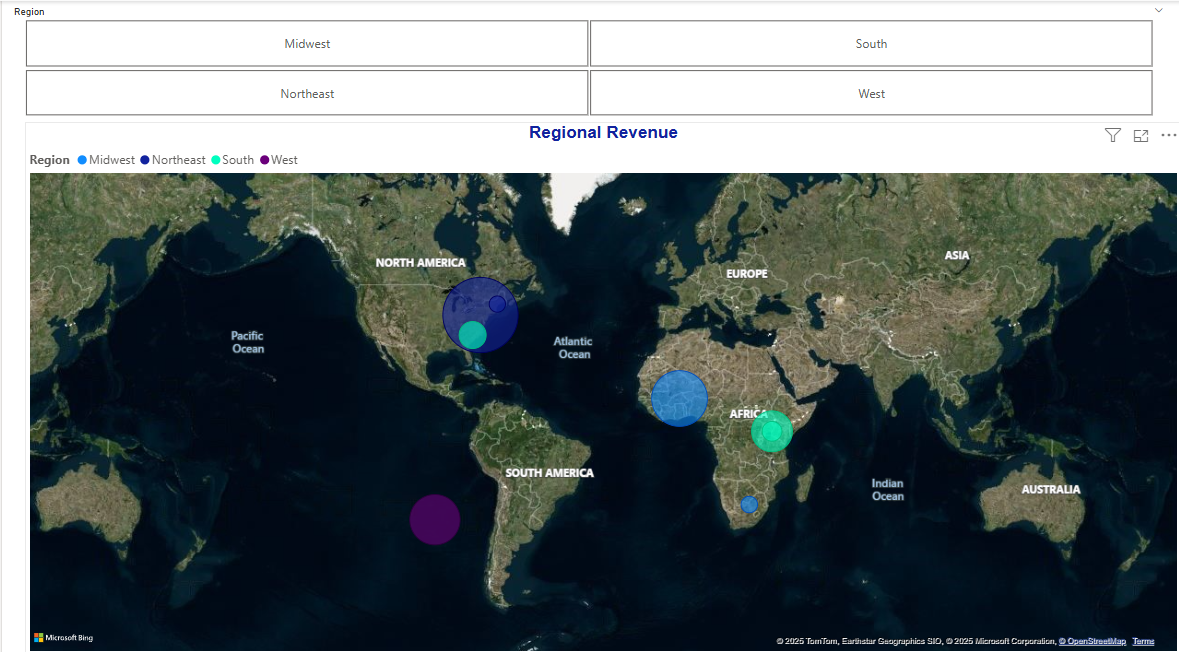 Region
Midwest
South
Northeast
West
Regional Revenue
Region Midwest Northeast South West
NORTH AMERICA
ASIA
EUROPE
Pacific
Ocean
Atlantic
Ocean
AFRICA
SOUTH AMERICA
Indian
Ocean
AUSTRALIA
Microsoft Bing
© 2025 TomTom, Earthstar Geographics SIO, © 2025 Microsoft Corporation, © OpenStreetMap Terms